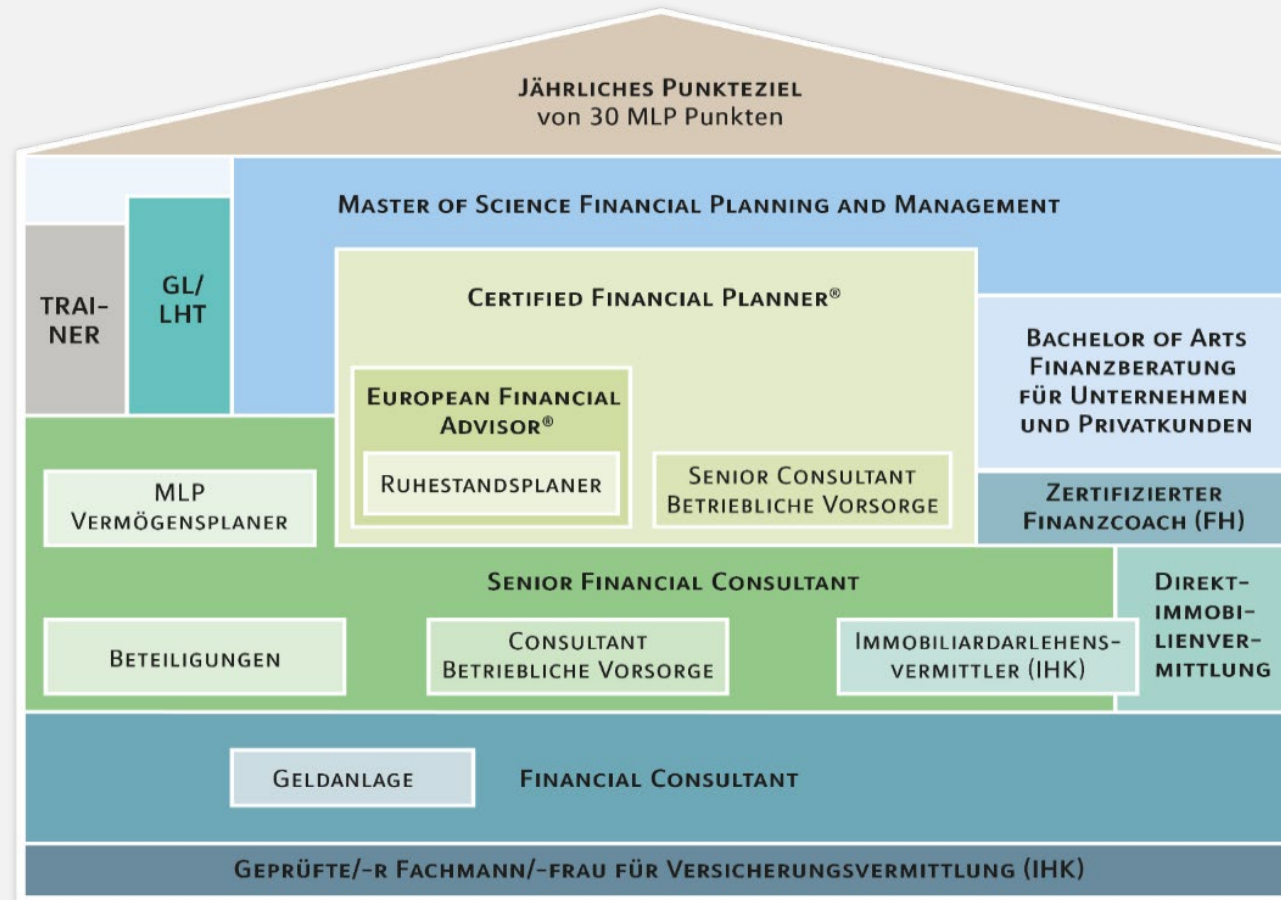 JÄHRLICHES PUNKTEZIEL
von 30 MLP Punkten
MASTER OF SCIENCE FINANCIAL PLANNING AND MANAGEMENT
TRAI-
NER
GL/
LHT
CERTIFIED FINANCIAL PLANNER®
EUROPEAN FINANCIAL
ADVISOR®
RUHESTANDSPLANER
SENIOR CONSULTANT
BETRIEBLICHE VORSORGE
BACHELOR OF ARTS
FINANZBERATUNG
FÜR UNTERNEHMEN
UND PRIVATKUNDEN
ZERTIFIZIERTER
FINANZCOACH (FH)
MLP
VERMÖGENSPLANER
SENIOR FINANCIAL CONSULTANT
BETEILIGUNGEN
CONSULTANT
BETRIEBLICHE VORSORGE
IMMOBILIARDARLEHENS-
VERMITTLER (IHK)
DIREKT-
IMMOBI-
LIENVER-
MITTLUNG
GELDANLAGE
FINANCIAL CONSULTANT
GEPRÜFTE/-R FACHMANN/-FRAU FÜR VERSICHERUNGSVERMITTLUNG (IHK)